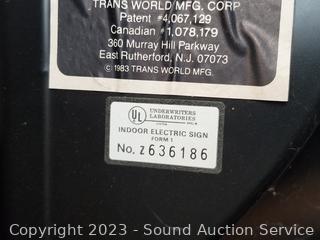 TRANS WORLD MFG. CORP.
Patent #4,067,129
Canadian #1,078,179
360 Murray Hill Parkway
East Rutherford, N.J. 07073
© 1983 TRANS WORLD MFG.
UL
UNDERWRITERS
LABORATORIES
INDOOR ELECTRIC SIGN
FORM 1
No. Z636186
Copyright 2023 - Sound Auction Service